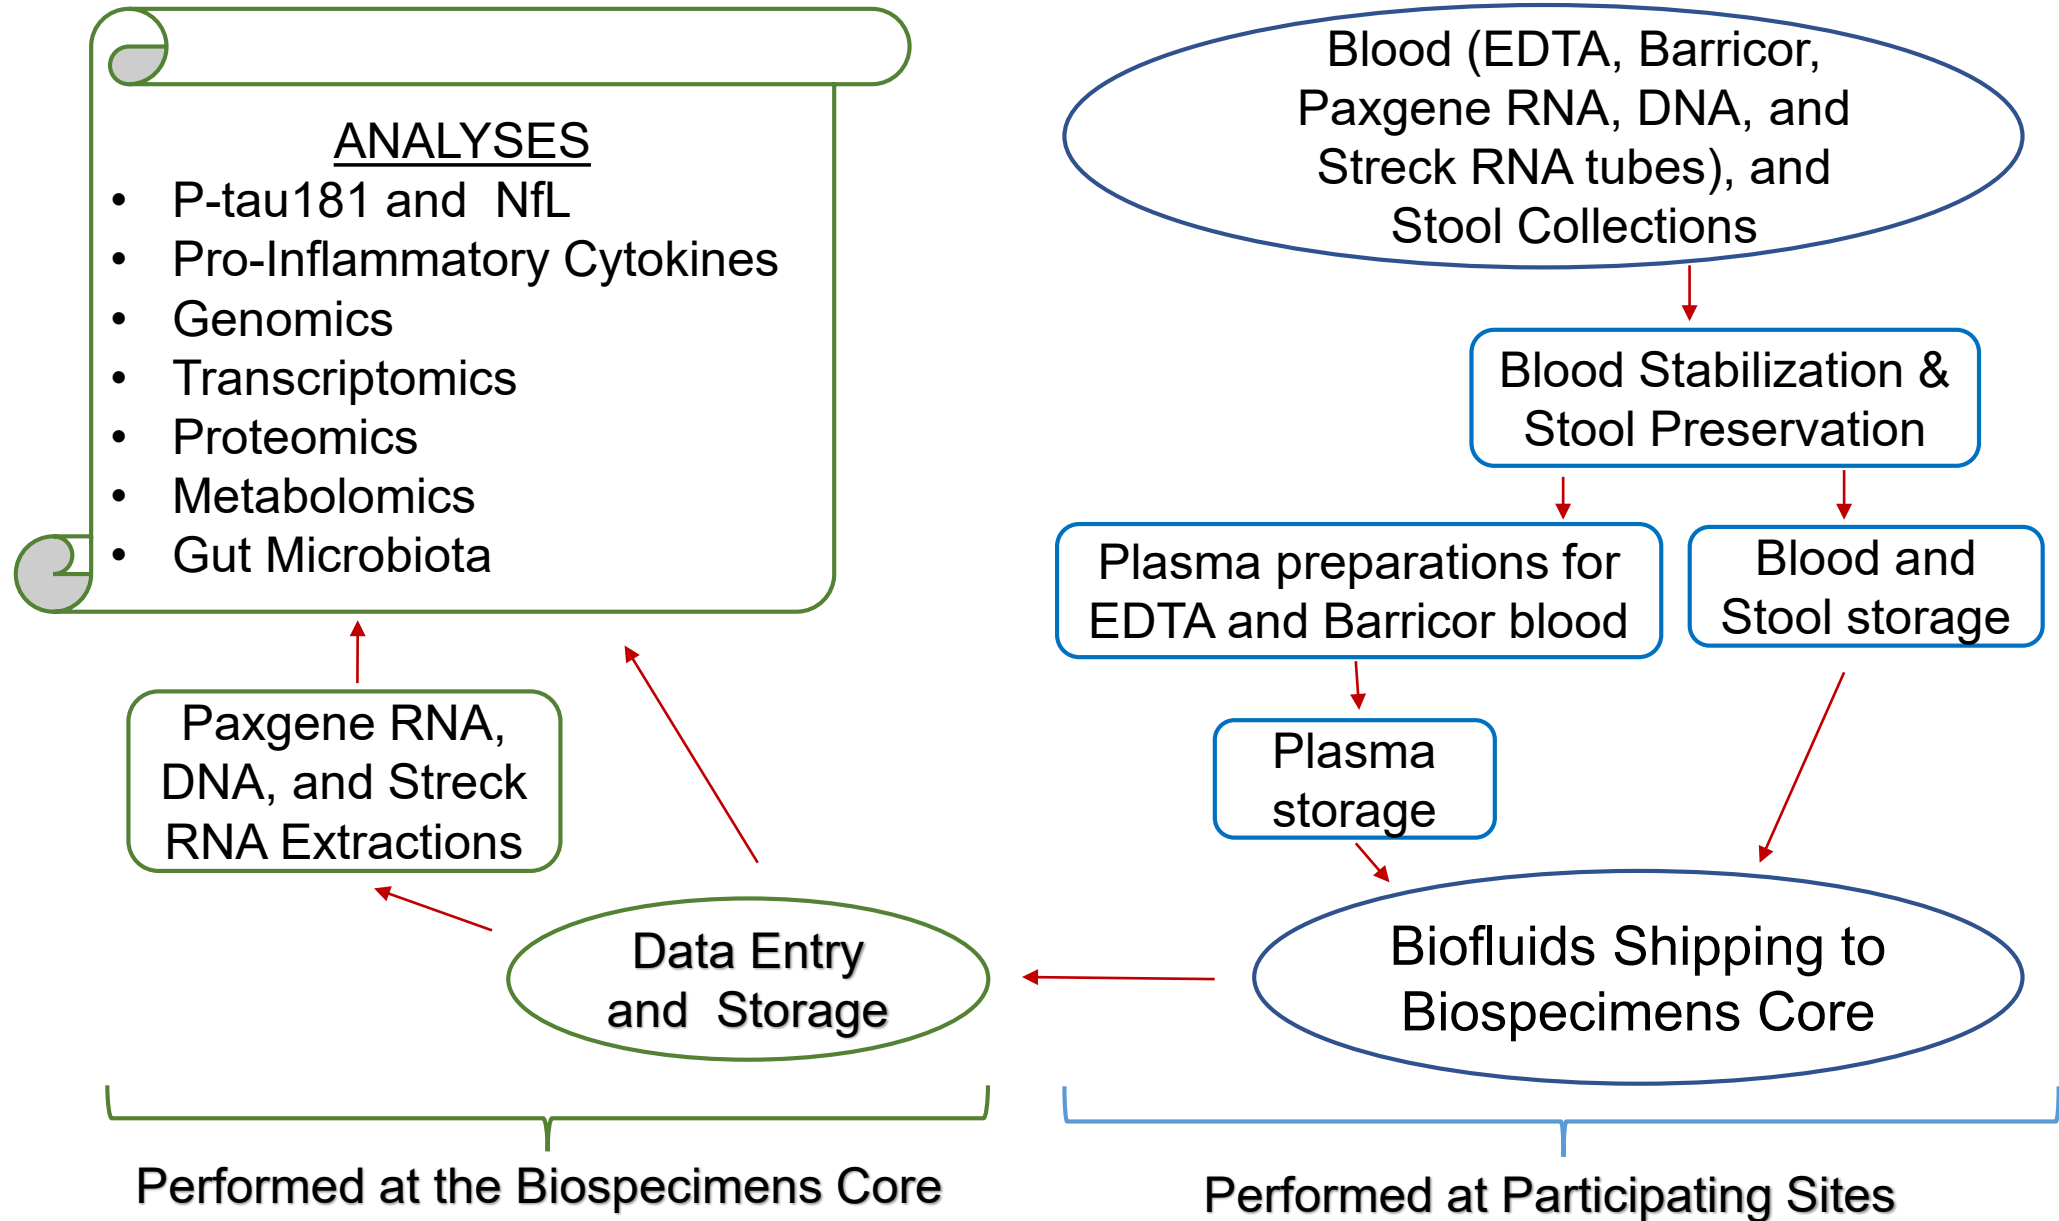 ANALYSES
• P-tau181 and  NfL
• Pro-Inflammatory Cytokines
• Genomics
• Transcriptomics
• Proteomics
• Metabolomics
• Gut Microbiota
Blood (EDTA, Barricor,
Paxgene RNA, DNA, and
Streck RNA tubes), and
Stool Collections
Blood Stabilization &
Stool Preservation
Plasma preparations for
EDTA and Barricor blood
Blood and
Stool storage
Plasma
storage
Paxgene RNA,
DNA, and Streck
RNA Extractions
Data Entry
and  Storage
Biofluids Shipping to
Biospecimens Core
Performed at the Biospecimens Core
Performed at Participating Sites